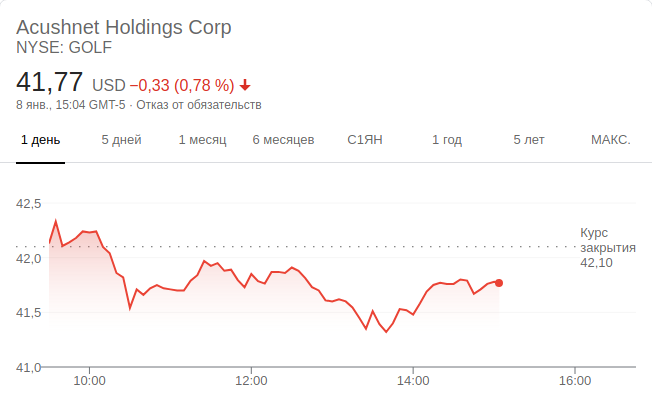 Acushnet Holdings Corp
NYSE: GOLF
41,77 USD −0,33 (0,78 %)
8 янв., 15:04 GMT-5 · Отказ от обязательств
1 день 5 дней 1 месяц 6 месяцев С1ЯН 1 год 5 лет МАКС.
42,5
Курс
закрытия
42,10
42,0
41,5
41,0
10:00 12:00 14:00 16:00